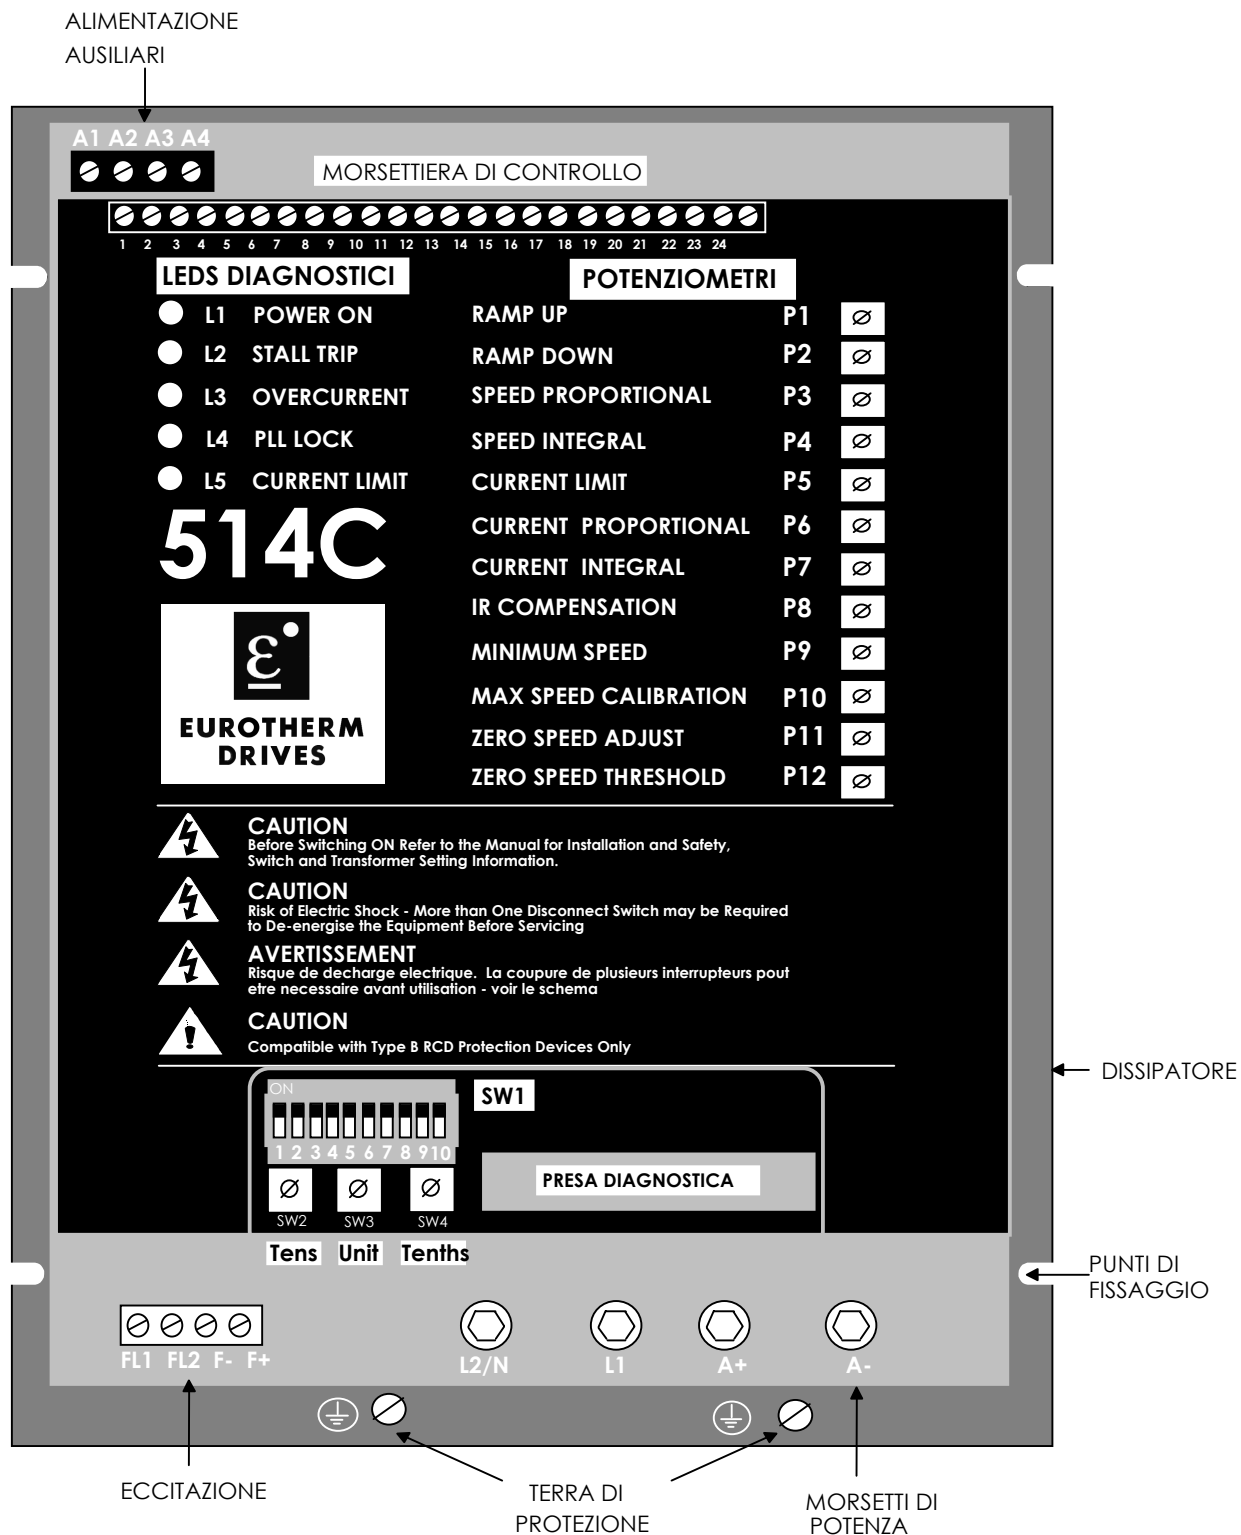 ALIMENTAZIONE
AUSILIARI
A1 A2 A3 A4
MORSETTIERA DI CONTROLLO
1 2 3 4 5 6 7 8 9 10 11 12 13 14 15 16 17 18 19 20 21 22 23 24
LEDS DIAGNOSTICI
POTENZIOMETRI
L1 POWER ON
RAMP UP P1
L2 STALL TRIP
RAMP DOWN P2
L3 OVERCURRENT
SPEED PROPORTIONAL P3
L4 PLL LOCK
SPEED INTEGRAL P4
L5 CURRENT LIMIT
CURRENT LIMIT P5
514C
CURRENT PROPORTIONAL P6
CURRENT INTEGRAL P7
IR COMPENSATION P8
MINIMUM SPEED P9
MAX SPEED CALIBRATION P10
EUROTHERM
DRIVES
ZERO SPEED ADJUST P11
ZERO SPEED THRESHOLD P12
CAUTION
Before Switching ON Refer to the Manual for Installation and Safety,
Switch and Transformer Setting Information.
CAUTION
Risk of Electric Shock - More than One Disconnect Switch may be Required
to De-energise the Equipment Before Servicing
AVERTISSEMENT
Risque de decharge electrique. La coupure de plusieurs interrupteurs pout
etre necessaire avant utilisation - voir le schema
CAUTION
Compatible with Type B RCD Protection Devices Only
DISSIPATORE
ON
SW1
1 2 3 4 5 6 7 8 9 10
PRESA DIAGNOSTICA
SW2 SW3 SW4
Tens Unit Tenths
PUNTI DI
FISSAGGIO
FL1 FL2 F- F+
L2/N L1 A+ A-
ECCITAZIONE
TERRA DI
PROTEZIONE
MORSETTI DI
POTENZA